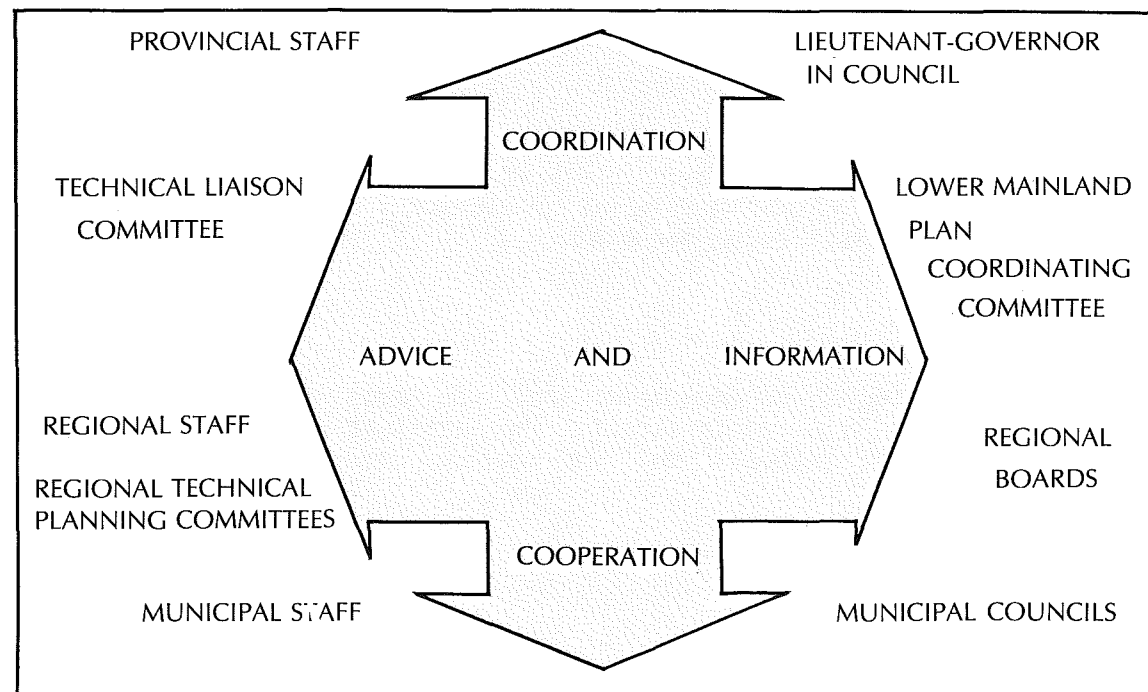 PROVINCIAL STAFF
LIEUTENANT-GOVERNOR
IN COUNCIL
COORDINATION
TECHNICAL LIAISON
COMMITTEE
LOWER MAINLAND
PLAN
COORDINATING
COMMITTEE
ADVICE AND INFORMATION
REGIONAL STAFF
REGIONAL
BOARDS
REGIONAL TECHNICAL
PLANNING COMMITTEES
COOPERATION
MUNICIPAL STAFF
MUNICIPAL COUNCILS